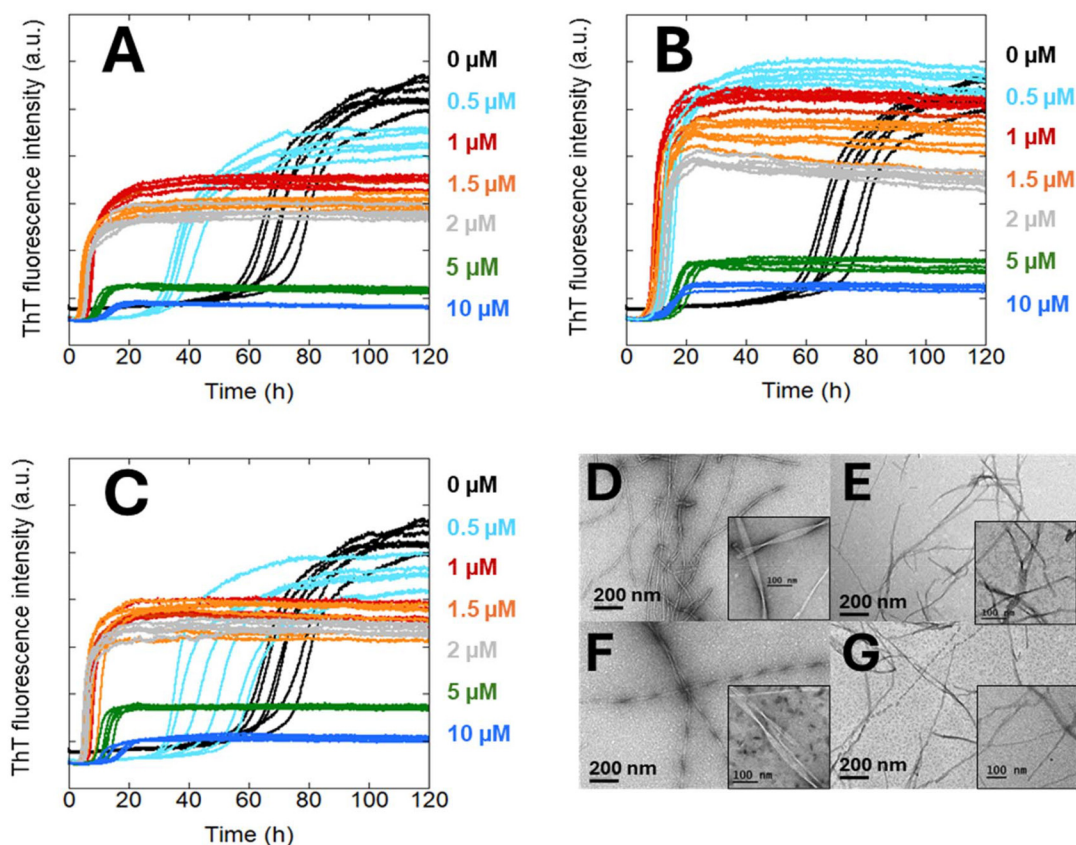 A
ThT fluorescence intensity (a.u.)
0 µM
0.5 µM
1 µM
1.5 µM
2 µM
5 µM
10 µM
0 20 40 60 80 100 120
Time (h)
B
ThT fluorescence intensity (a.u.)
0 µM
0.5 µM
1 µM
1.5 µM
2 µM
5 µM
10 µM
0 20 40 60 80 100 120
Time (h)
C
ThT fluorescence intensity (a.u.)
0 µM
0.5 µM
1 µM
1.5 µM
2 µM
5 µM
10 µM
0 20 40 60 80 100 120
Time (h)
D
200 nm
100 nm
E
200 nm
100 nm
F
200 nm
100 nm
G
200 nm
100 nm